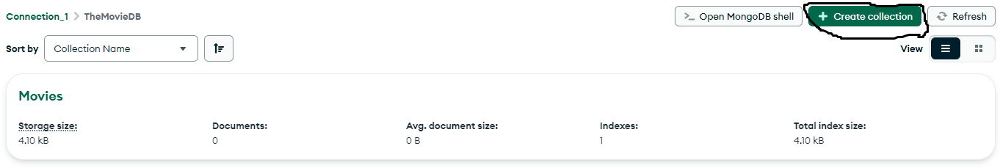 Connection_1 > TheMovieDB
>_ Open MongoDB shell
+ Create collection
Refresh
Sort by
Collection Name
View
Movies
Storage size: Documents: Avg. document size: Indexes: Total index size:
4.10 kB 0 0 B 1 4.10 kB